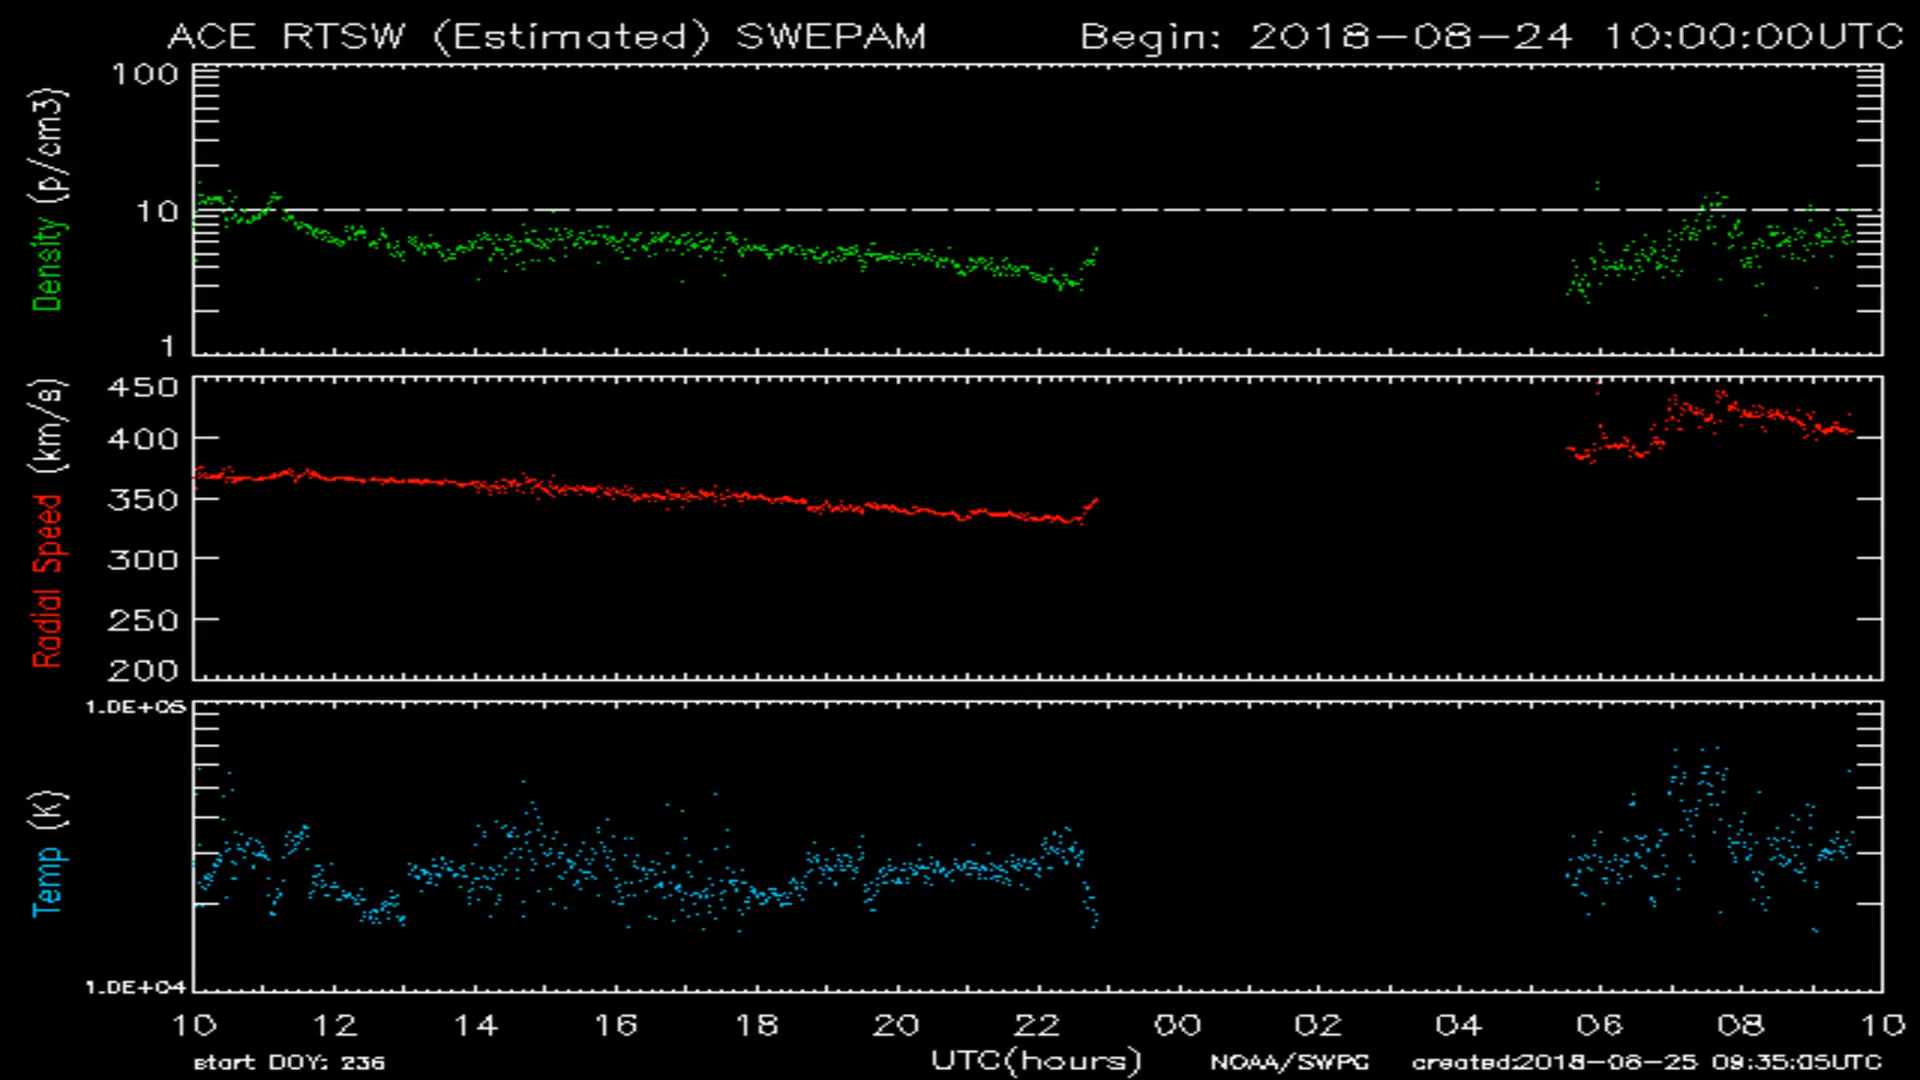 ACE RTSW (Estimated) SWEPAM Begin: 2018-08-24 10:00:00UTC
100
10
1
Density (p/cm3)
450
400
350
300
250
200
Radial Speed (km/s)
1.0E+05
1.0E+04
Temp (K)
10 12 14 16 18 20 22 00 02 04 06 08 10
start DOY: 236 UTC(hours) NOAA/SWPC created:2018-08-25 09:35:05UTC